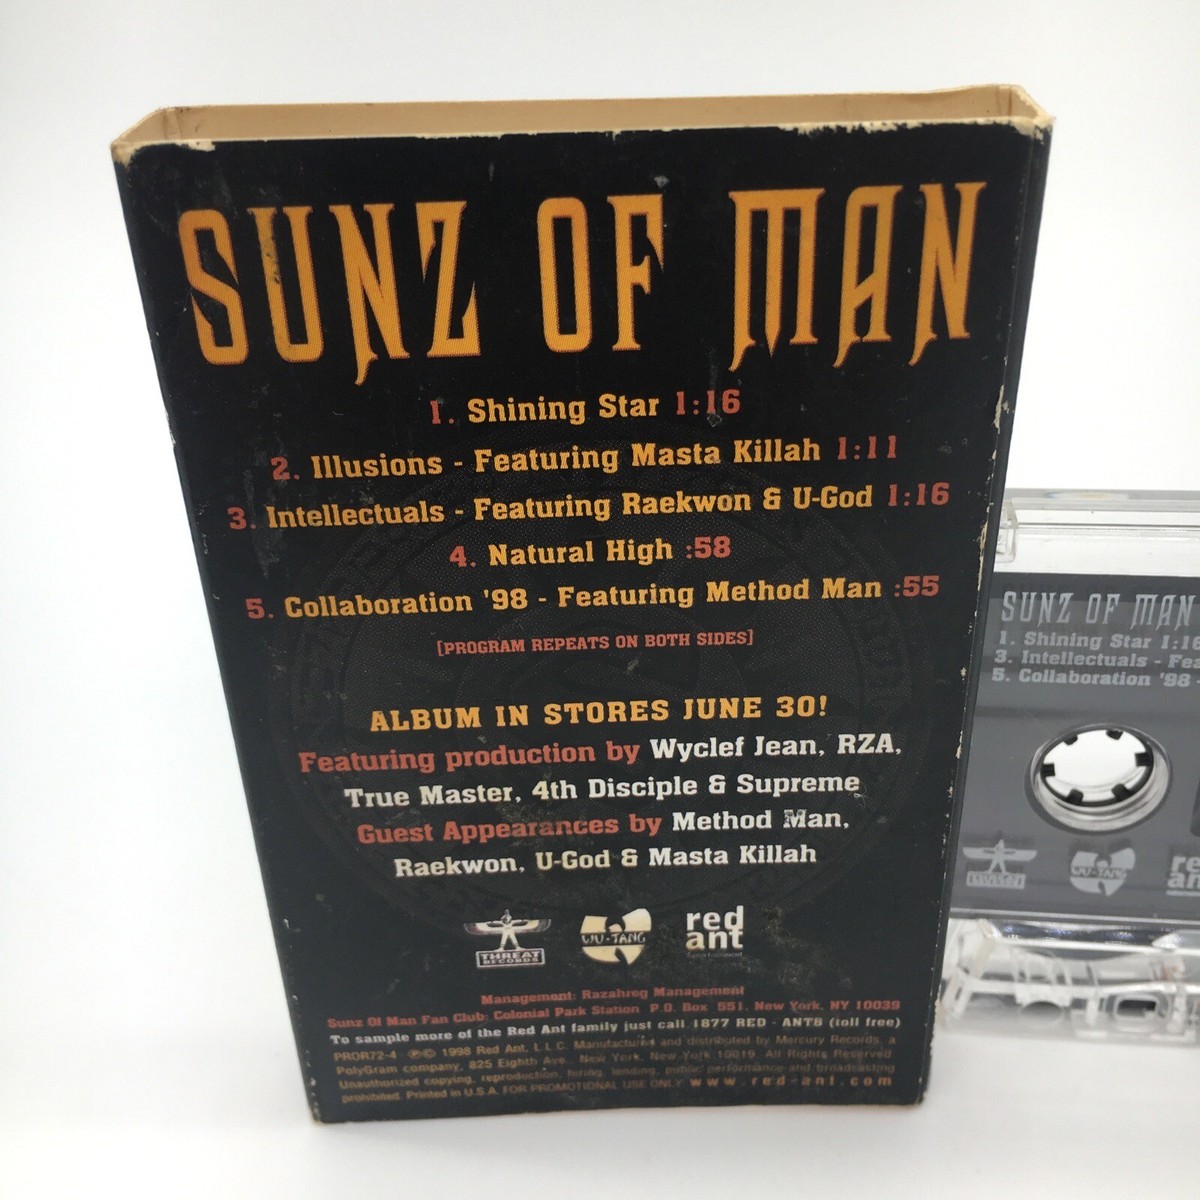 SUNZ OF MAN
1. Shining Star 1:16
2. Illusions - Featuring Masta Killah 1:11
3. Intellectuals - Featuring Raekwon & U-God 1:16
4. Natural High :58
5. Collaboration '98 - Featuring Method Man :55
[PROGRAM REPEATS ON BOTH SIDES]
ALBUM IN STORES JUNE 30!
Featuring production by Wyclef Jean, RZA,
True Master, 4th Disciple & Supreme
Guest Appearances by Method Man,
Raekwon, U-God & Masta Killah
THREAT
RECORDS
WU-TANG
red
ant
Management: Razahreg Management
Sunz Of Man Fan Club: Colonial Park Station P.O. Box 551, New York, NY 10039
To sample more of the Red Ant family just call 1877 RED - ANT8 (toll free)
PROR72-4 ℗© 1998 Red Ant, L.L.C. Manufactured and distributed by Mercury Records, a
PolyGram company, 825 Eighth Ave., New York, New York 10019. All Rights Reserved.
Unauthorized copying, reproduction, hiring, lending, public performance and broadcasting
prohibited. Printed in U.S.A. FOR PROMOTIONAL USE ONLY www.red-ant.com
SUNZ OF MAN
1. Shining Star 1:16
3. Intellectuals - Fea
5. Collaboration '98 -
WU-TANG
re
an